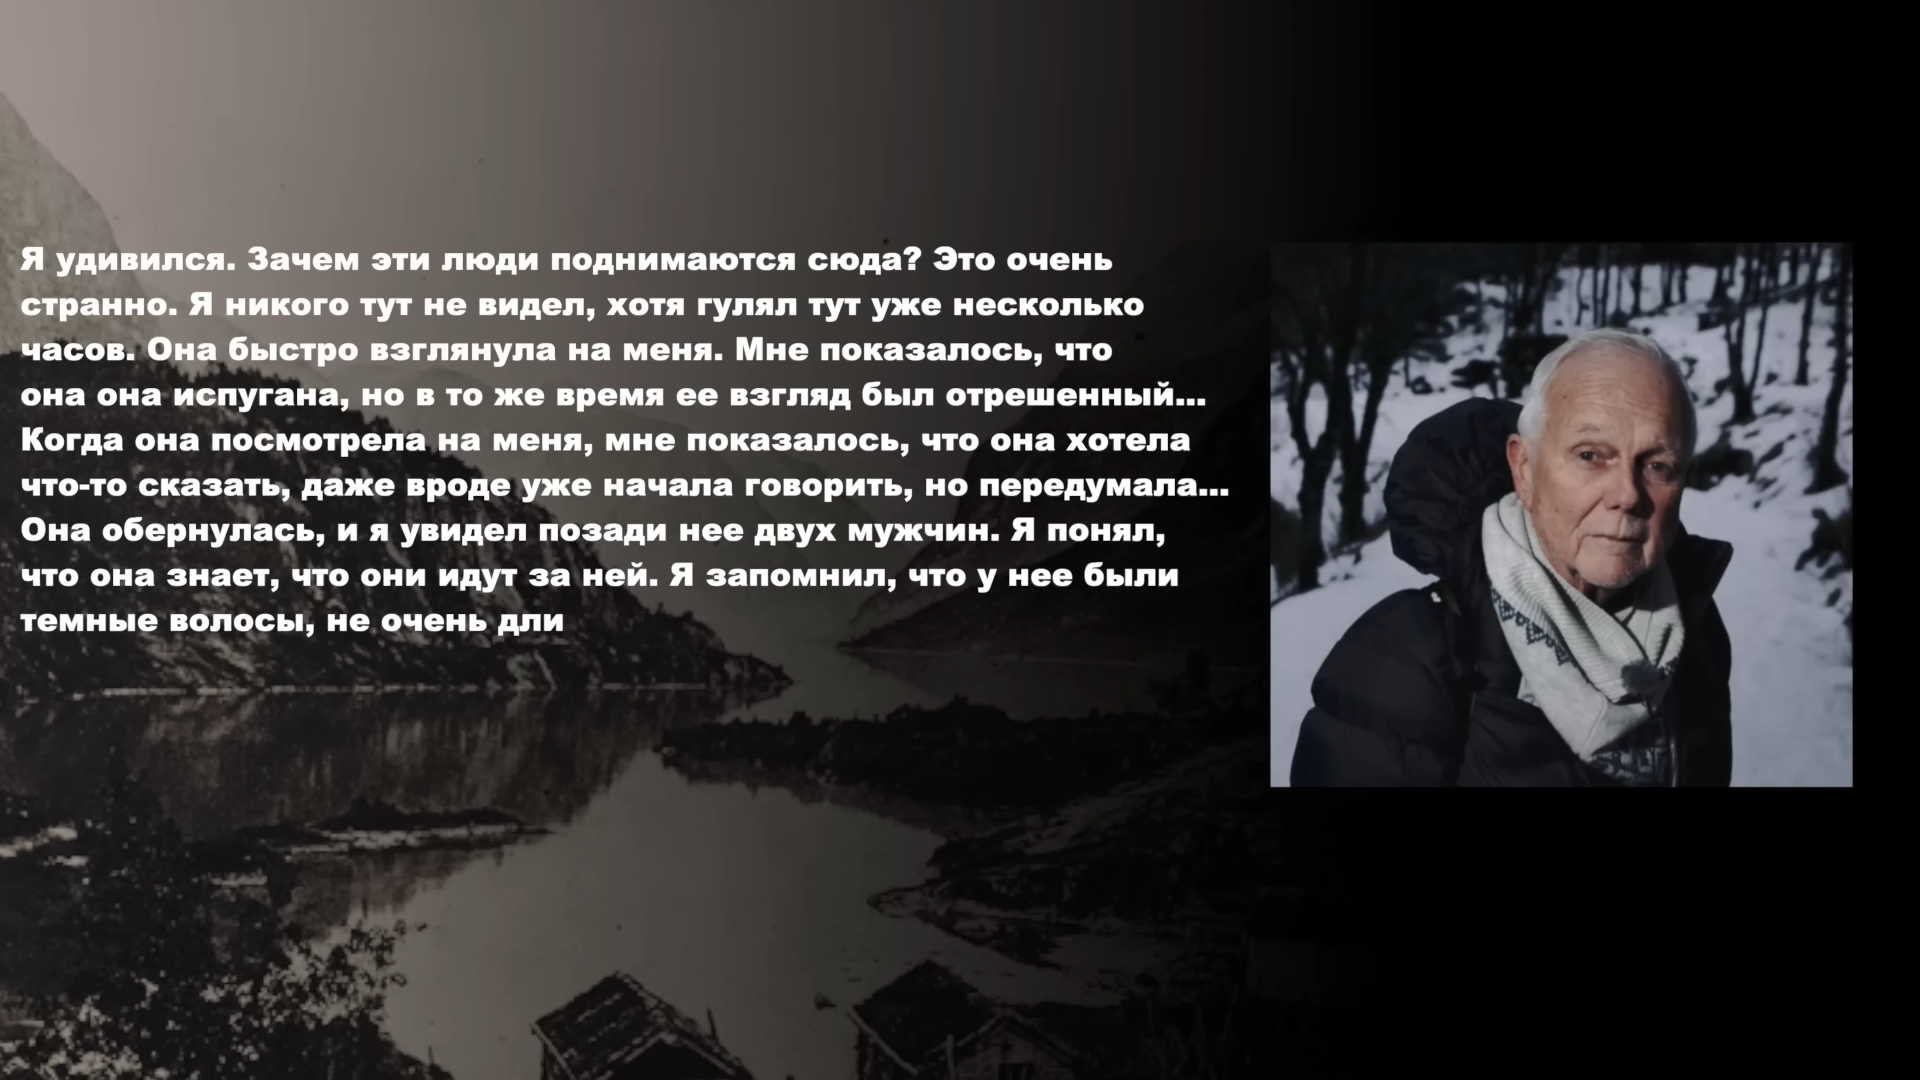 Я удивился. Зачем эти люди поднимаются сюда? Это очень
странно. Я никого тут не видел, хотя гулял тут уже несколько
часов. Она быстро взглянула на меня. Мне показалось, что
она она испугана, но в то же время ее взгляд был отрешенный...
Когда она посмотрела на меня, мне показалось, что она хотела
что-то сказать, даже вроде уже начала говорить, но передумала...
Она обернулась, и я увидел позади нее двух мужчин. Я понял,
что она знает, что они идут за ней. Я запомнил, что у нее были
темные волосы, не очень дли